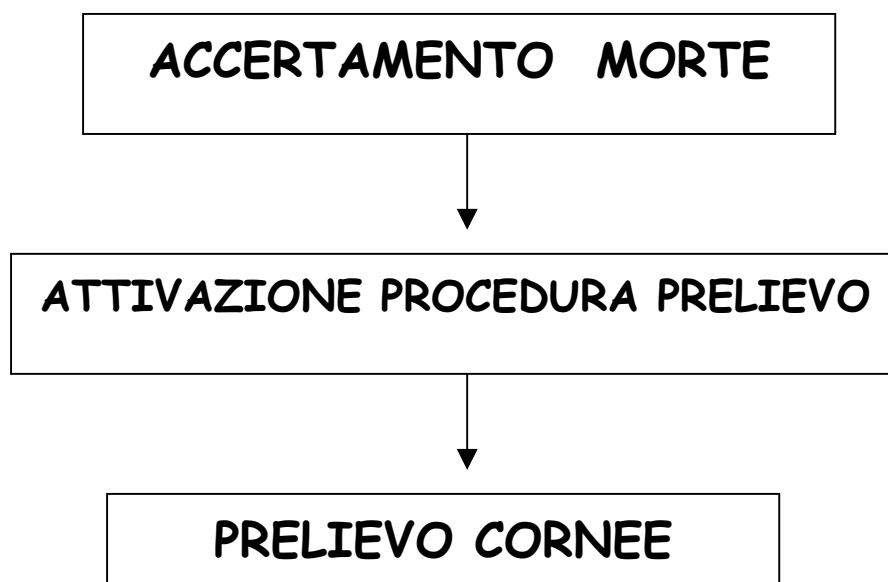 ACCERTAMENTO MORTE
ATTIVAZIONE PROCEDURA PRELIEVO
PRELIEVO CORNEE